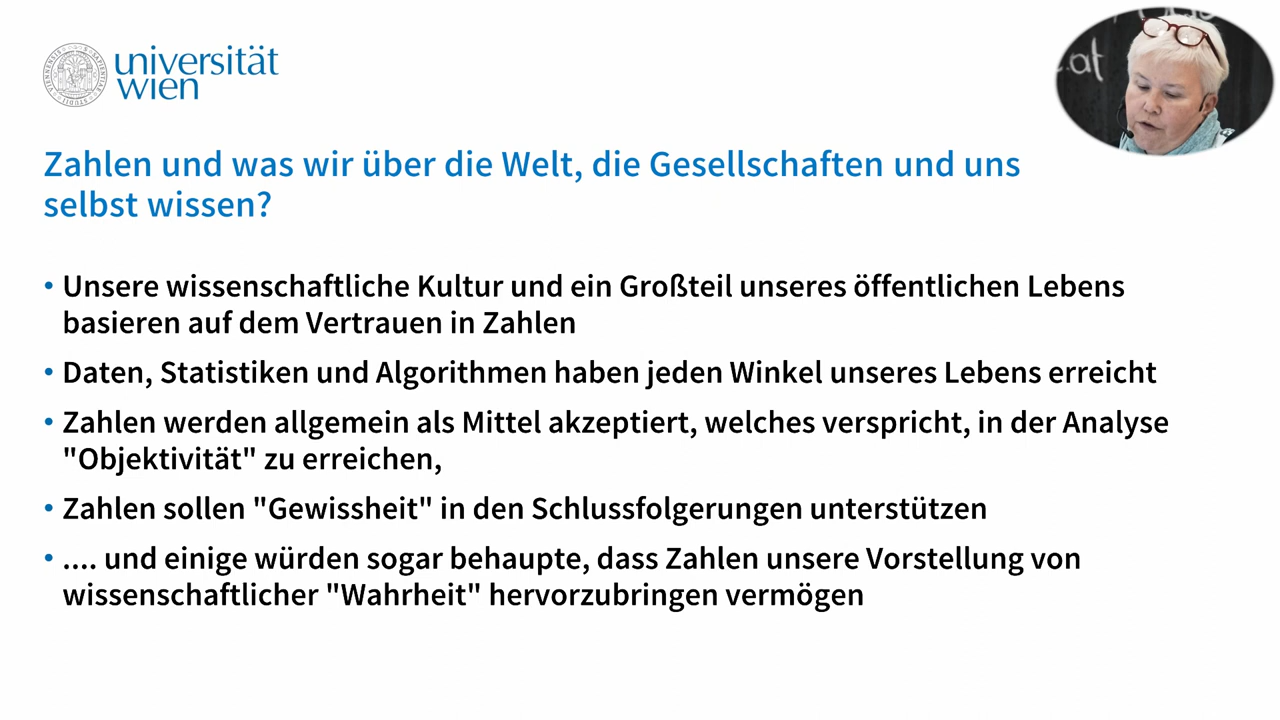 universität
wien
.at
Zahlen und was wir über die Welt, die Gesellschaften und uns
selbst wissen?
• Unsere wissenschaftliche Kultur und ein Großteil unseres öffentlichen Lebens
basieren auf dem Vertrauen in Zahlen
• Daten, Statistiken und Algorithmen haben jeden Winkel unseres Lebens erreicht
• Zahlen werden allgemein als Mittel akzeptiert, welches verspricht, in der Analyse
"Objektivität" zu erreichen,
• Zahlen sollen "Gewissheit" in den Schlussfolgerungen unterstützen
• .... und einige würden sogar behaupte, dass Zahlen unsere Vorstellung von
wissenschaftlicher "Wahrheit" hervorzubringen vermögen